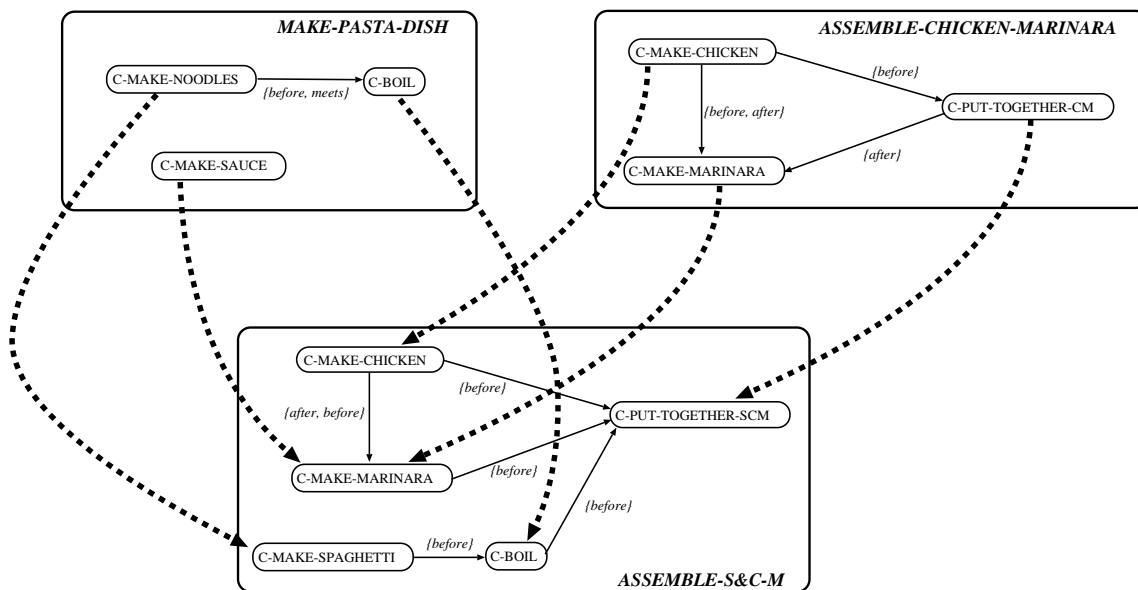 MAKE-PASTA-DISH
C-MAKE-NOODLES
{before, meets}
C-BOIL
C-MAKE-SAUCE
ASSEMBLE-CHICKEN-MARINARA
C-MAKE-CHICKEN
{before}
{before, after}
C-PUT-TOGETHER-CM
{after}
C-MAKE-MARINARA
C-MAKE-CHICKEN
{before}
{after, before}
C-PUT-TOGETHER-SCM
C-MAKE-MARINARA
{before}
{before}
C-MAKE-SPAGHETTI
{before}
C-BOIL
ASSEMBLE-S&C-M